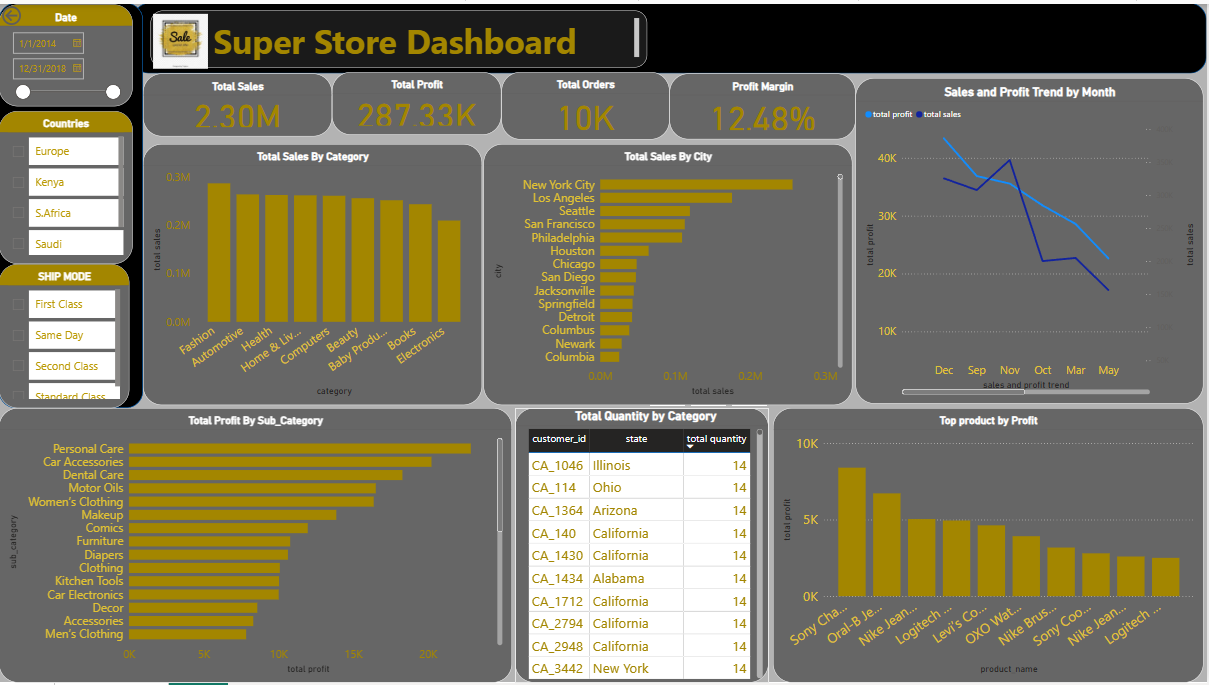 Date
1/1/2014
12/31/2018
Countries
Europe
Kenya
S.Africa
Saudi
SHIP MODE
First Class
Same Day
Second Class
Standard Class
Sale
Super Store Dashboard
Total Sales
2.30M
Total Profit
287.33K
Total Orders
10K
Profit Margin
12.48%
Total Sales By Category
total sales
0.3M
0.2M
0.1M
0.0M
Fashion
Automotive
Health
Home & Liv...
Computers
Beauty
Baby Produ...
Books
Electronics
category
Total Sales By City
city
New York City
Los Angeles
Seattle
San Francisco
Philadelphia
Houston
Chicago
San Diego
Jacksonville
Springfield
Detroit
Columbus
Newark
Columbia
0.0M 0.1M 0.2M 0.3M
total sales
Sales and Profit Trend by Month
total profit total sales
total profit
40K
30K
20K
10K
total sales
Dec Sep Nov Oct Mar May
sales and profit trend
Total Profit By Sub_Category
sub_category
Personal Care
Car Accessories
Dental Care
Motor Oils
Women's Clothing
Makeup
Comics
Furniture
Diapers
Clothing
Kitchen Tools
Car Electronics
Decor
Accessories
Men's Clothing
0K 5K 10K 15K 20K
total profit
Total Quantity by Category
customer_id state total quantity
CA_1046 Illinois 14
CA_114 Ohio 14
CA_1364 Arizona 14
CA_140 California 14
CA_1430 California 14
CA_1434 Alabama 14
CA_1712 California 14
CA_2794 California 14
CA_2948 California 14
CA_3442 New York 14
Top product by Profit
total profit
10K
5K
0K
Sony Cha...
Oral-B Je...
Nike Jean...
Logitech ...
Levi's Co...
OXO Wat...
Nike Brus...
Sony Coo...
Nike Jean...
Logitech ...
product_name